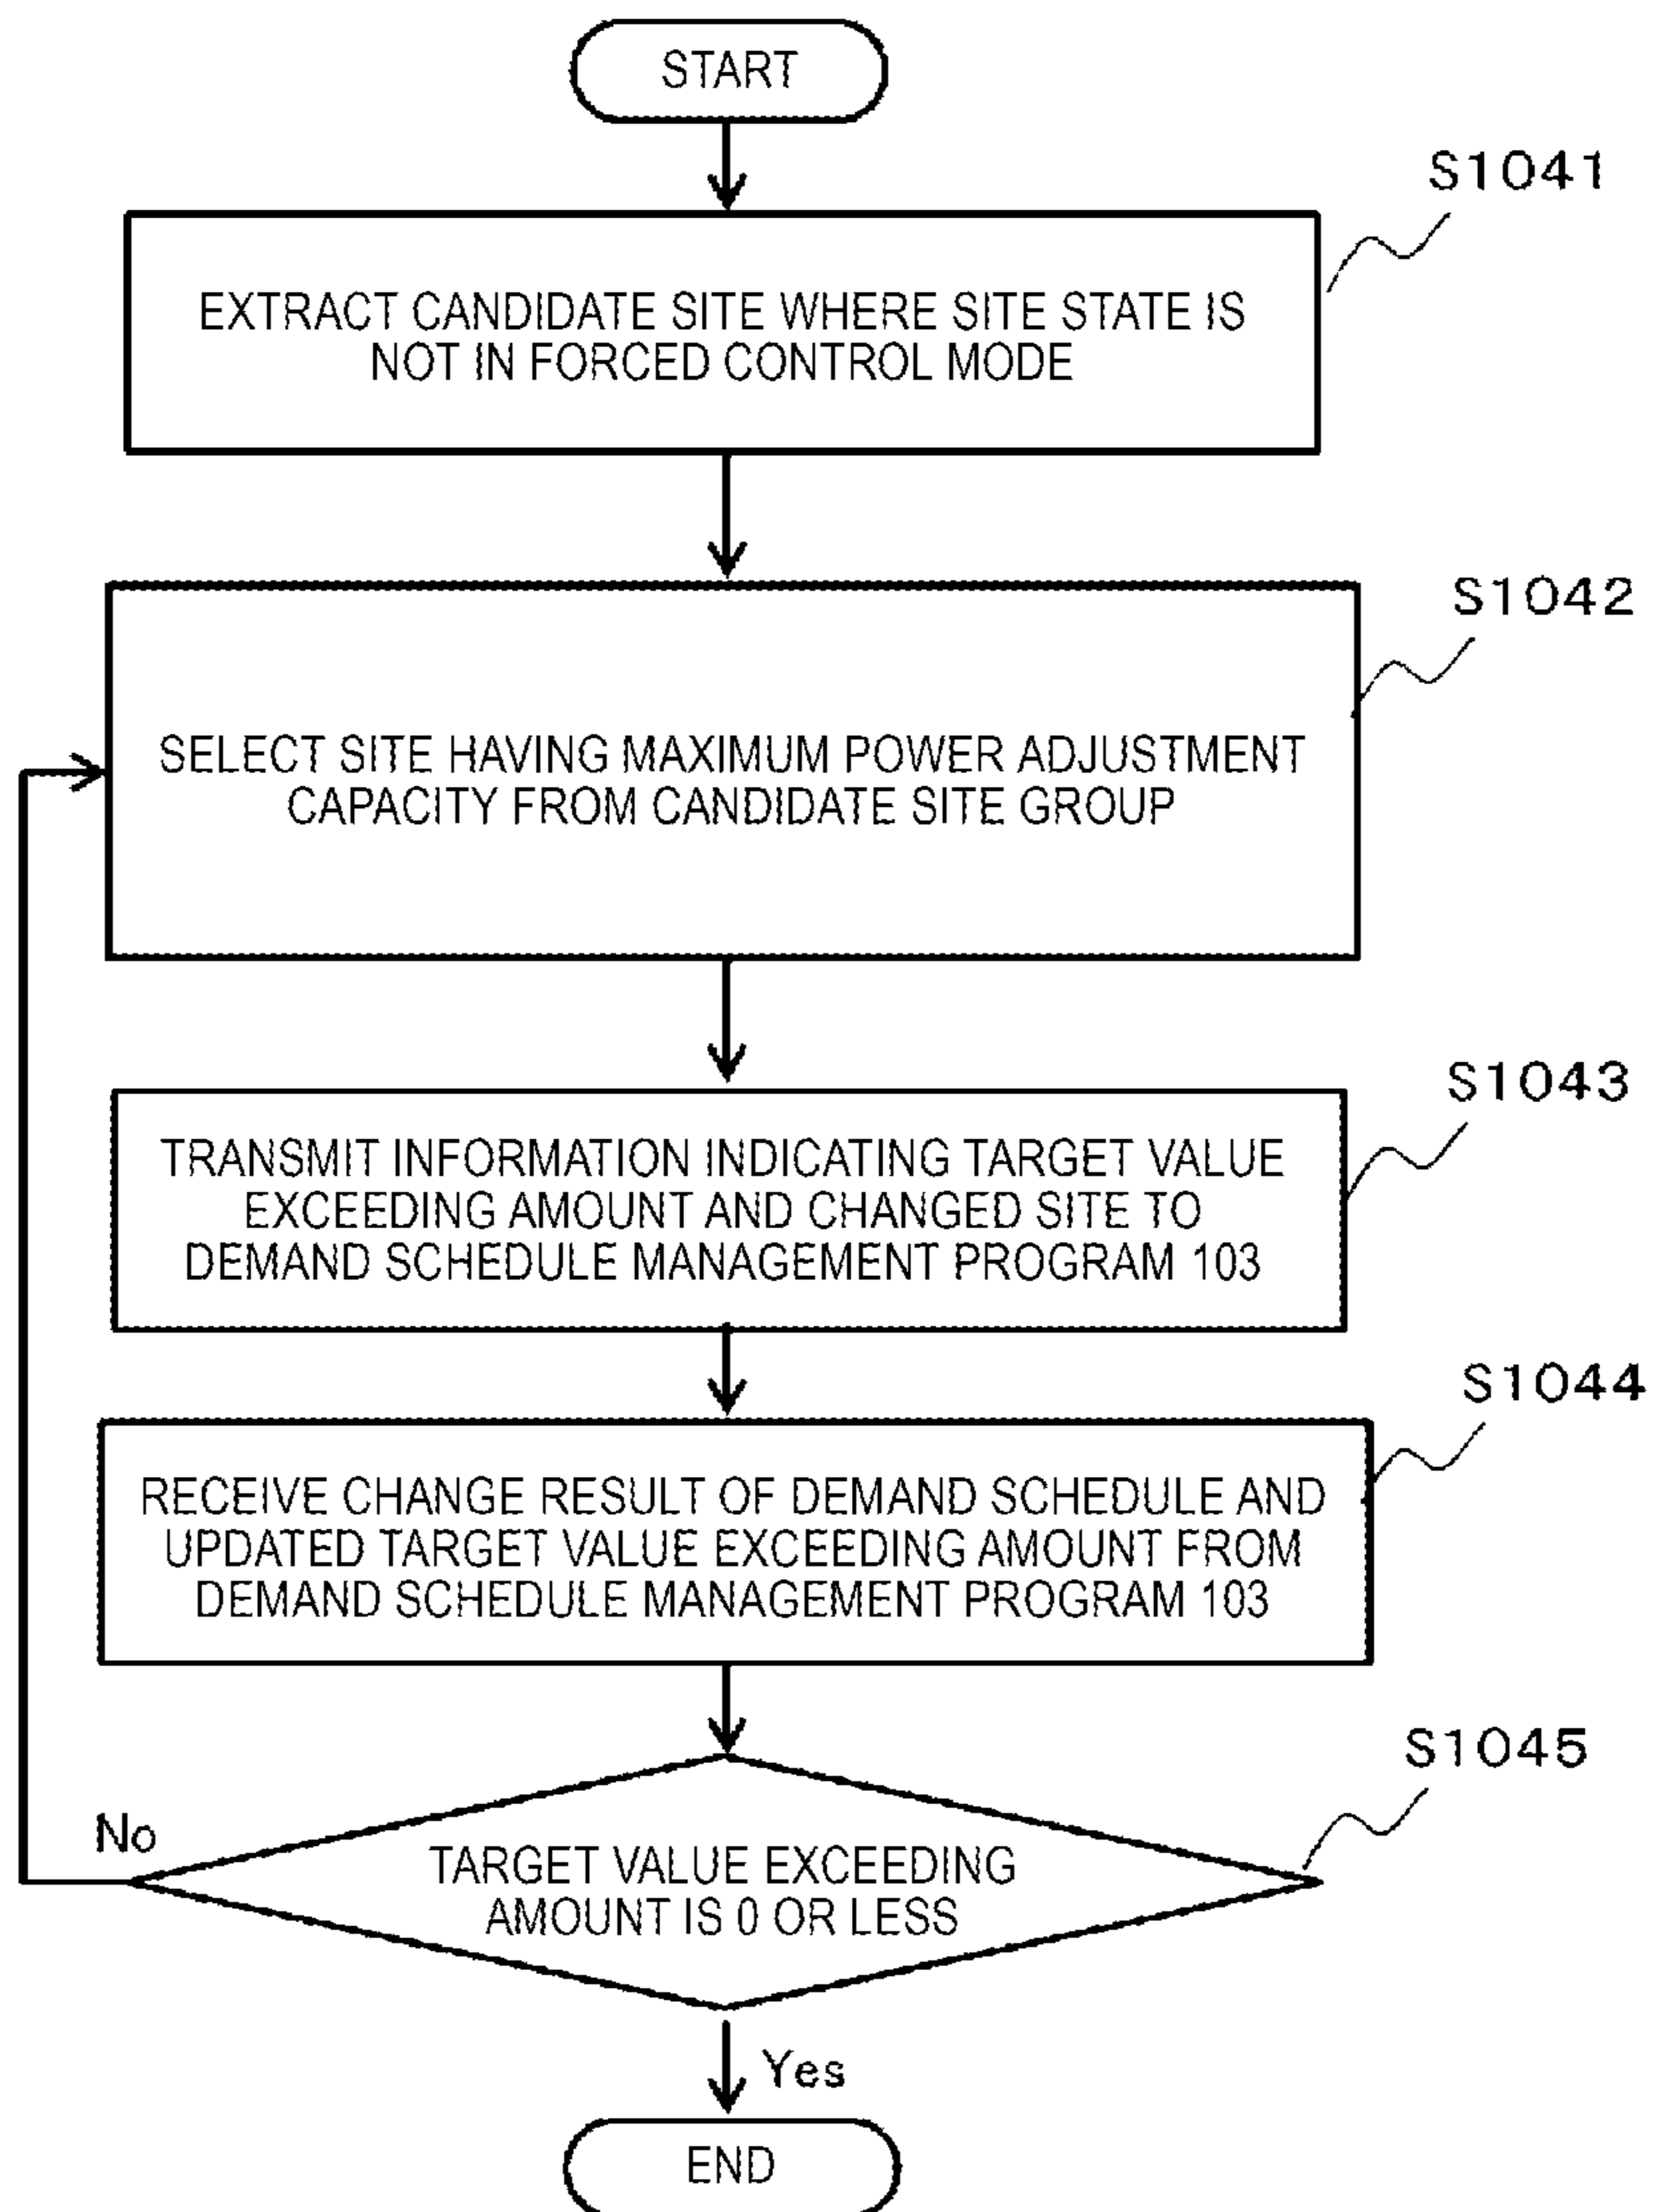 START
S1041
EXTRACT CANDIDATE SITE WHERE SITE STATE IS
NOT IN FORCED CONTROL MODE
S1042
SELECT SITE HAVING MAXIMUM POWER ADJUSTMENT
CAPACITY FROM CANDIDATE SITE GROUP
S1043
TRANSMIT INFORMATION INDICATING TARGET VALUE
EXCEEDING AMOUNT AND CHANGED SITE TO
DEMAND SCHEDULE MANAGEMENT PROGRAM 103
S1044
RECEIVE CHANGE RESULT OF DEMAND SCHEDULE AND
UPDATED TARGET VALUE EXCEEDING AMOUNT FROM
DEMAND SCHEDULE MANAGEMENT PROGRAM 103
S1045
No
TARGET VALUE EXCEEDING
AMOUNT IS 0 OR LESS
Yes
END